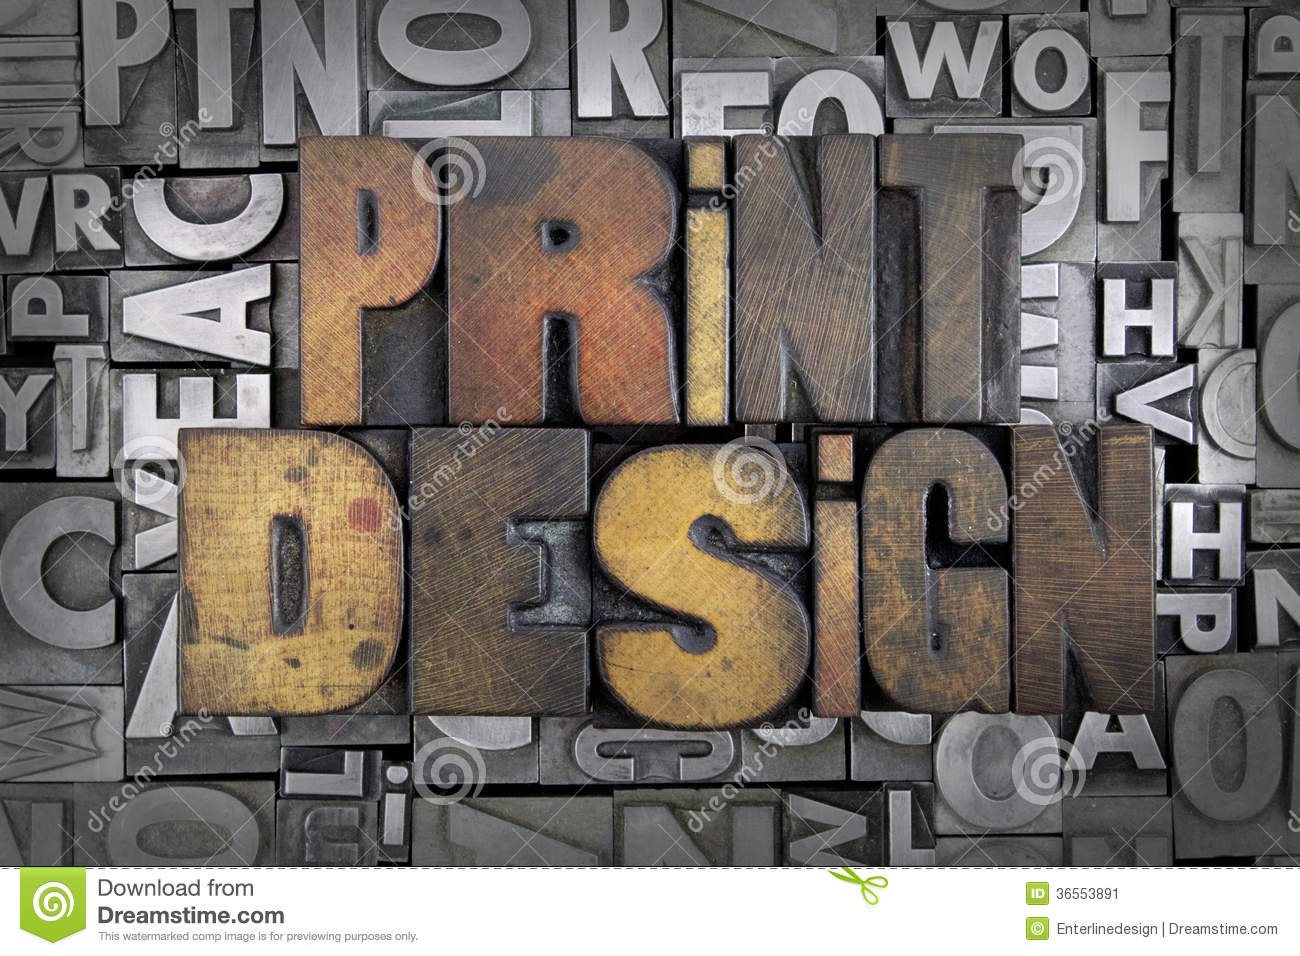 PRiNT
DESiGN
P T N O R
W O
F
V R
C
A
E
V
P
Y T
K
H
V
H
P
C
O
A
O
Download from
Dreamstime.com
This watermarked comp image is for previewing purposes only.
ID 36553891
© Enterlinedesign | Dreamstime.com